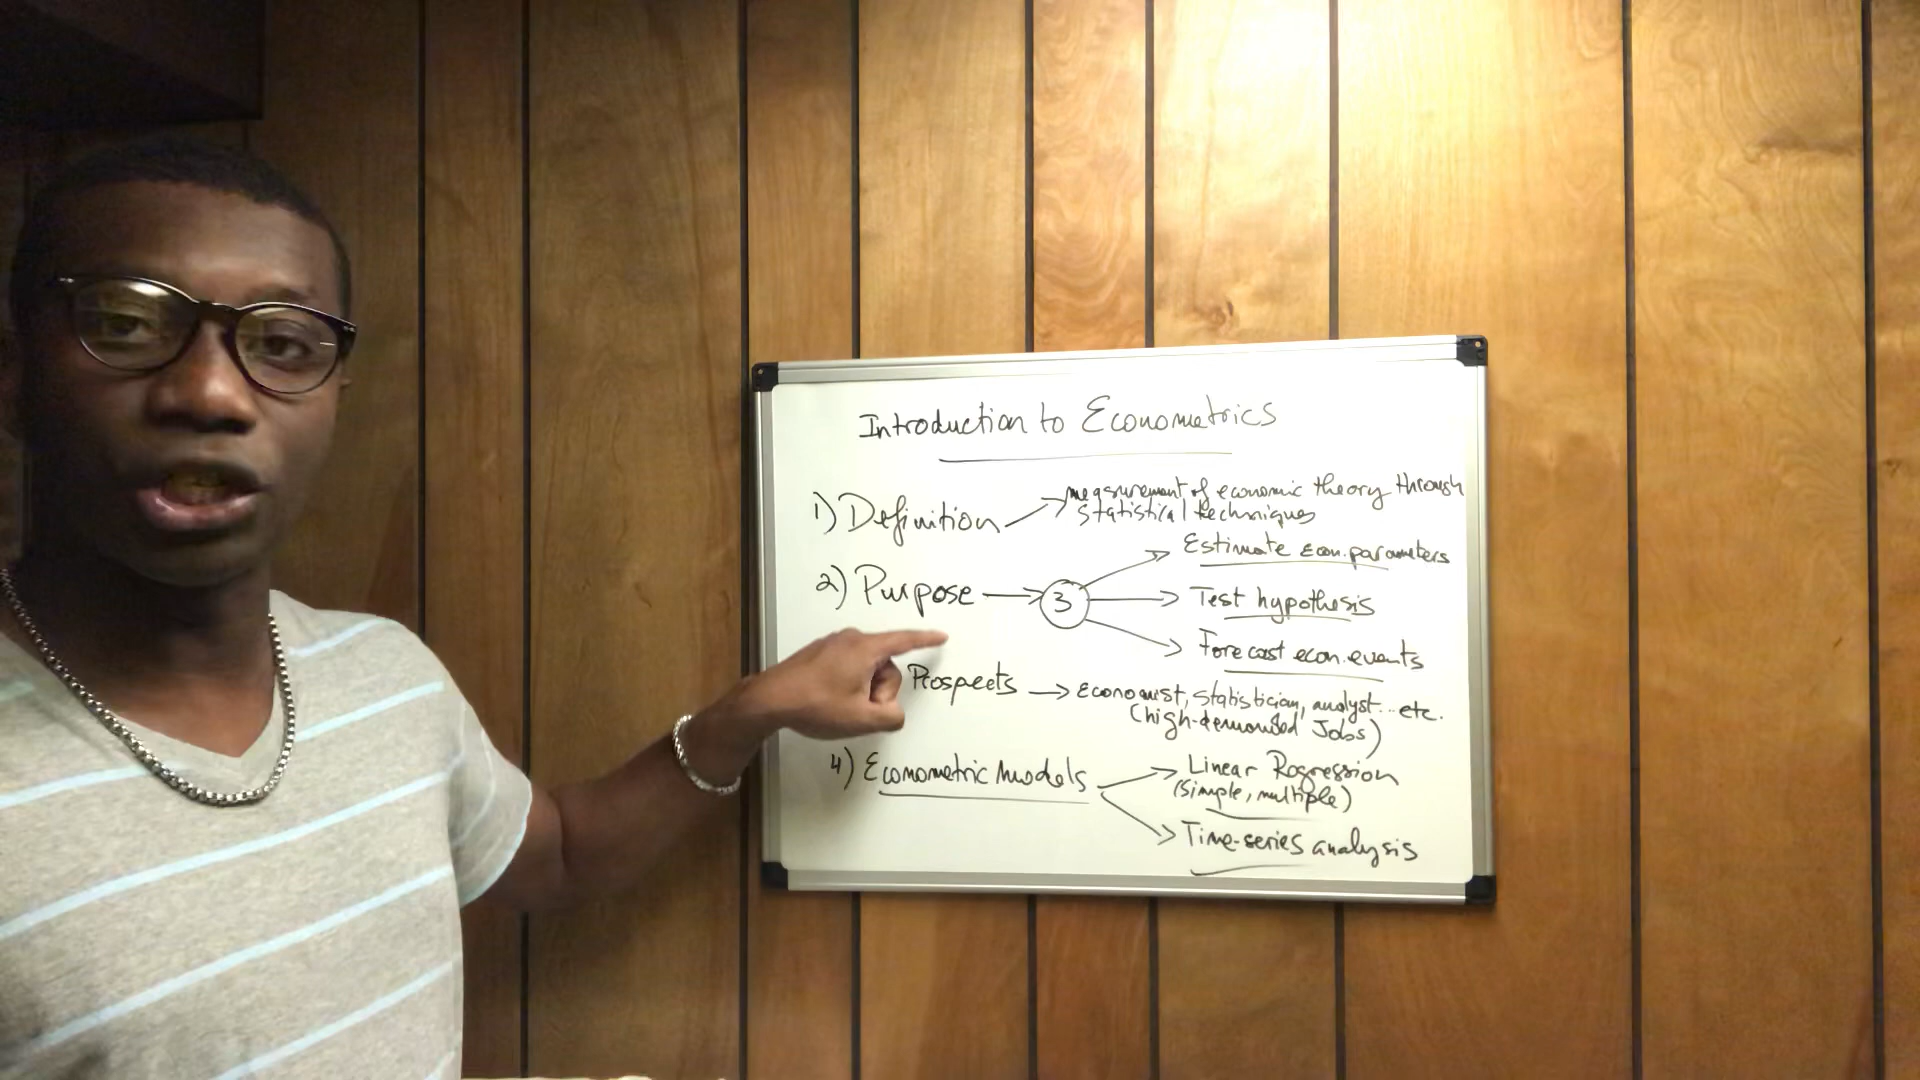 Introduction to Econometrics
1) Definition → measurement of economic theory through
statistical techniques
2) Purpose → 3 → Estimate econ. parameters
→ Test hypothesis
→ Forecast econ. events
Prospects → Economist, statistician, analyst... etc.
(high-demanded Jobs)
4) Econometric Models → Linear Regression
(simple, multiple)
→ Time-series analysis